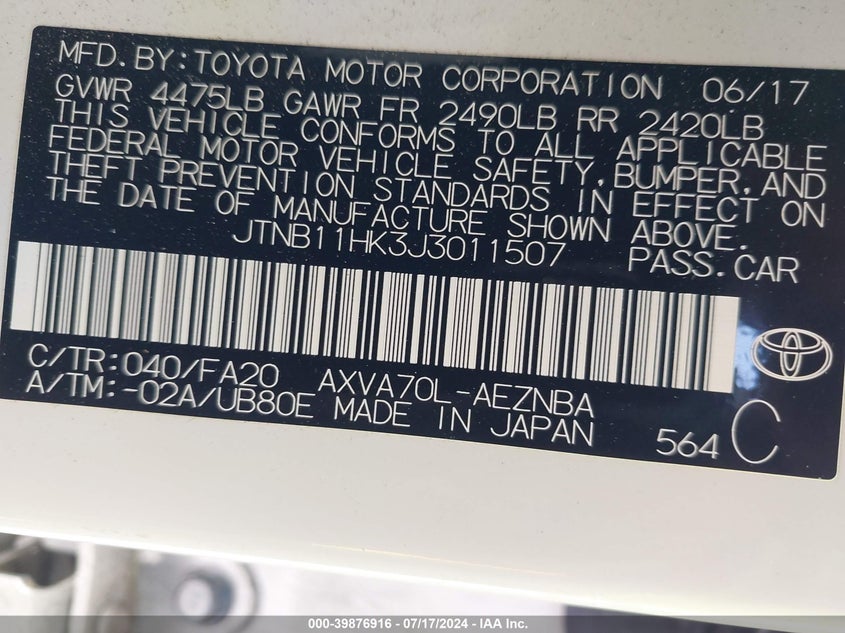 MFD. BY: TOYOTA MOTOR CORPORATION 06/17
GVWR 4475LB GAWR FR 2490LB RR 2420LB
THIS VEHICLE CONFORMS TO ALL APPLICABLE
FEDERAL MOTOR VEHICLE SAFETY, BUMPER, AND
THEFT PREVENTION STANDARDS IN EFFECT ON
THE DATE OF MANUFACTURE SHOWN ABOVE.
JTNB11HK3J3011507 PASS. CAR
C/TR: 040/FA20 AXVA70L-AEZNBA
A/TM: -02A/UB80E MADE IN JAPAN 564 C
000-39876916 | 07/17/2024 - IAA Inc.